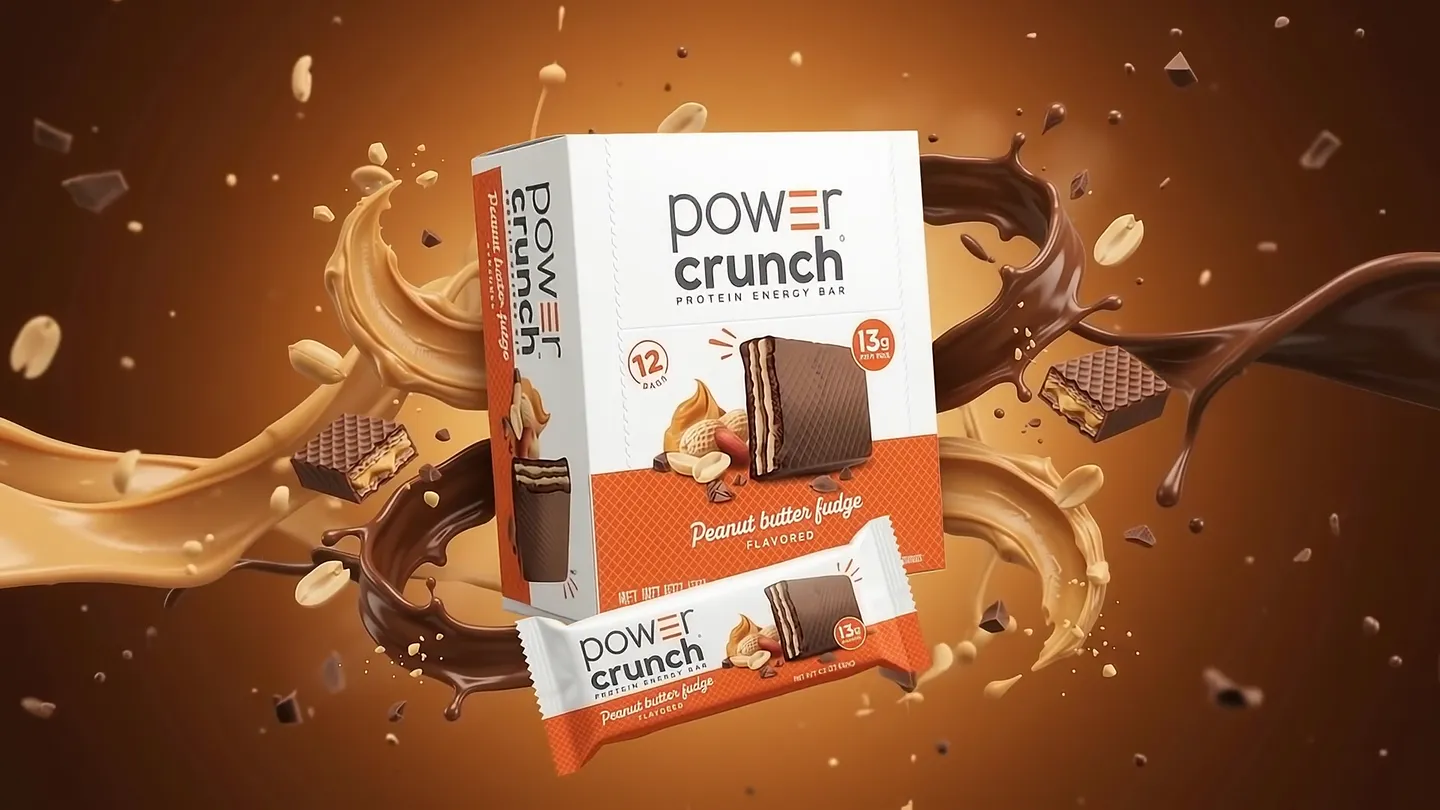 power
crunch
PROTEIN ENERGY BAR
12
BARS
13g
Peanut butter fudge
FLAVORED
power
crunch
Peanut butter fudge
power
crunch
PROTEIN ENERGY BAR
Peanut butter fudge
FLAVORED
13g